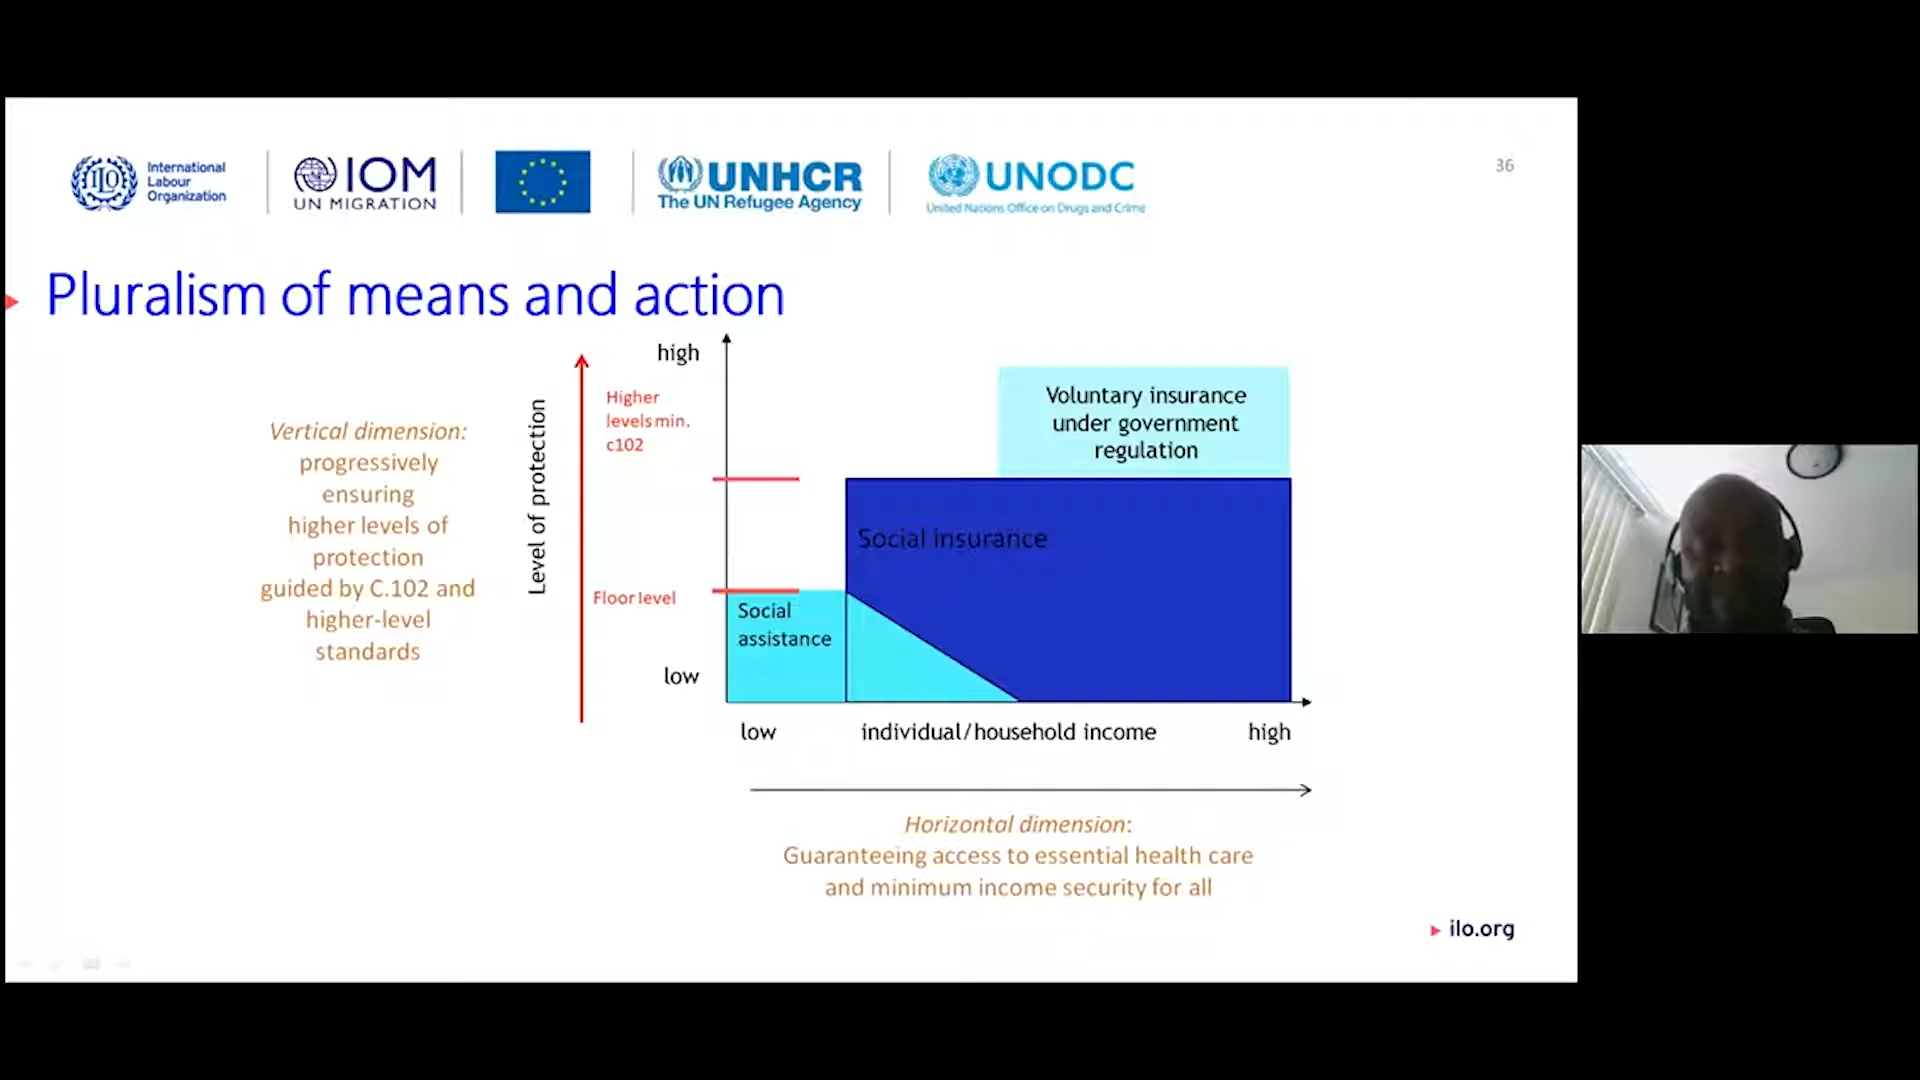 International
Labour
Organization
IOM
UN MIGRATION
UNHCR
The UN Refugee Agency
UNODC
United Nations Office on Drugs and Crime
36
Pluralism of means and action
Vertical dimension:
progressively
ensuring
higher levels of
protection
guided by C.102 and
higher-level
standards
Level of protection
high
Higher
levels min.
c102
Floor level
low
Voluntary insurance
under government
regulation
Social insurance
Social
assistance
low
individual/household income
high
Horizontal dimension:
Guaranteeing access to essential health care
and minimum income security for all
ilo.org